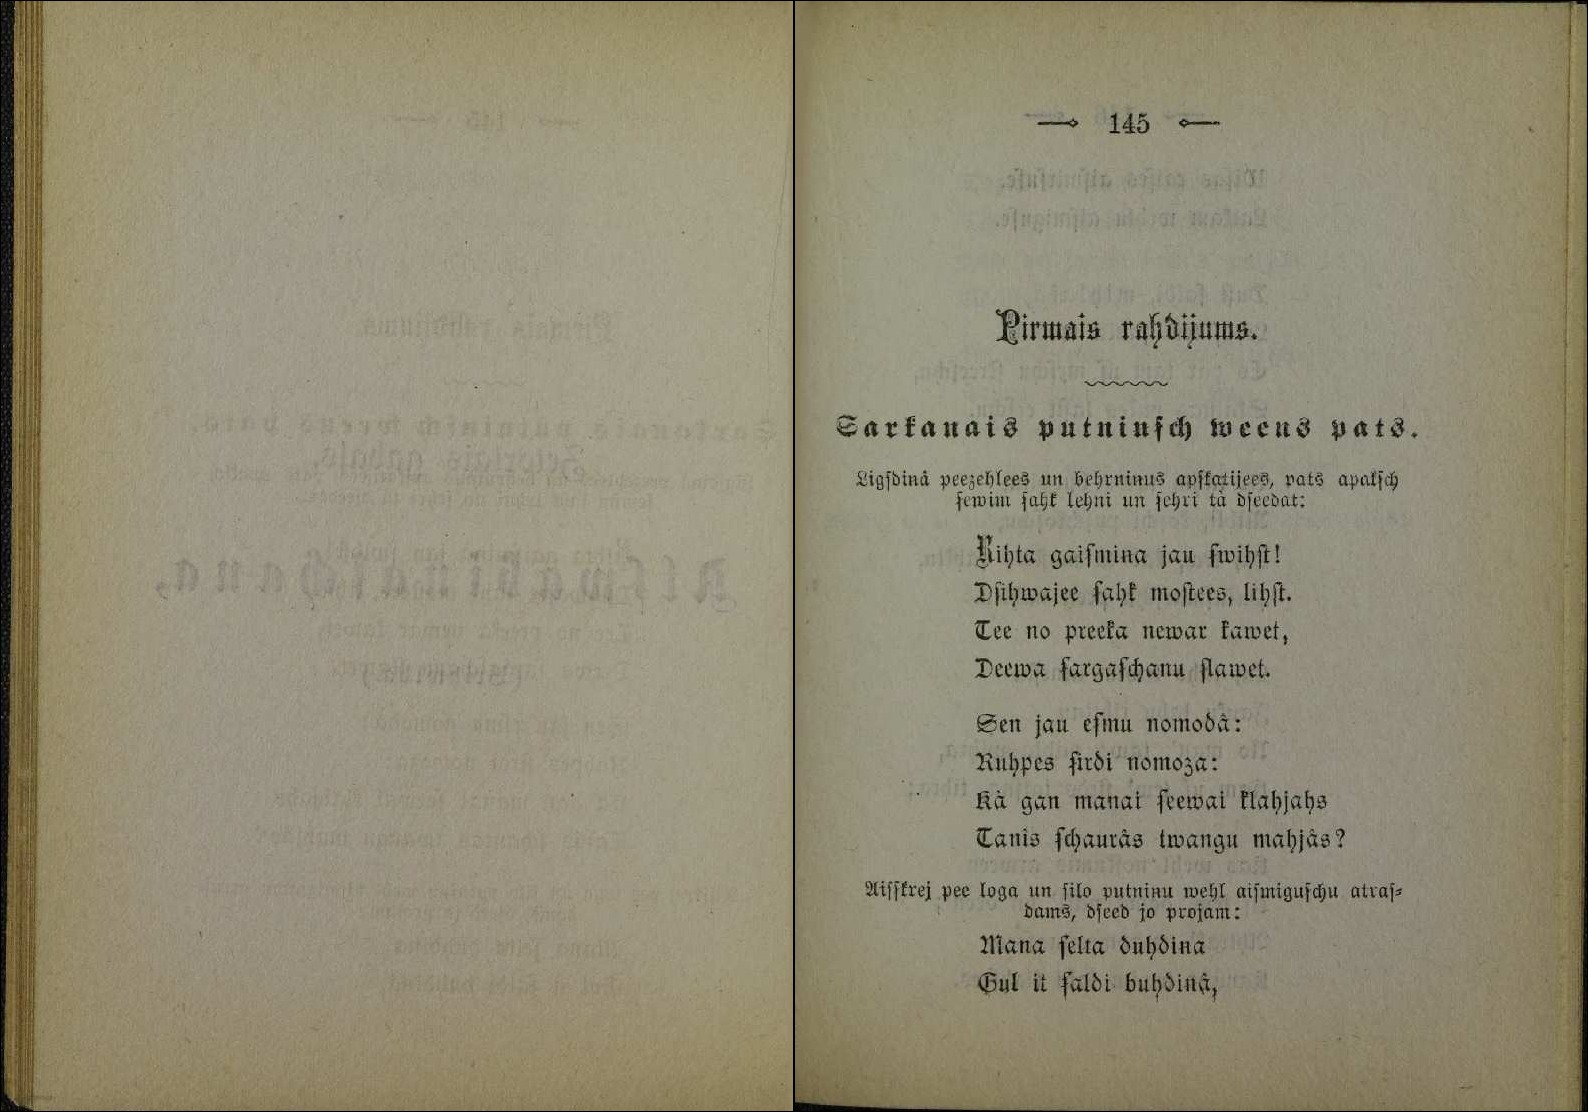 145
Pirmais rahdijums.
Sarkanais putninſch weens pats.
Ligſdinâ peezehlees un behrninus apſkatijees, pats apakſch
ſewim ſahk lehni un ſehri tà dſeedat:
Rihta gaiſmina jau ſwihſt!
Dſihwajee ſahk moſtees, lihſt.
Tee no preeka newar kawet,
Deewa ſargaſchanu ſlawet.
Sen jau eſmu nomodâ:
Ruhpes ſirdi nomoza:
Kà gan manai ſeewai klahjahs
Tanis ſchaurâs twangu mahjâs?
Aiſſkrej pee loga un ſilo putninu wehl aiſmiguſchu atraſ⸗
dams, dſeed jo projam:
Mana ſelta duhdina
Gul it ſaldi buhdinâ,